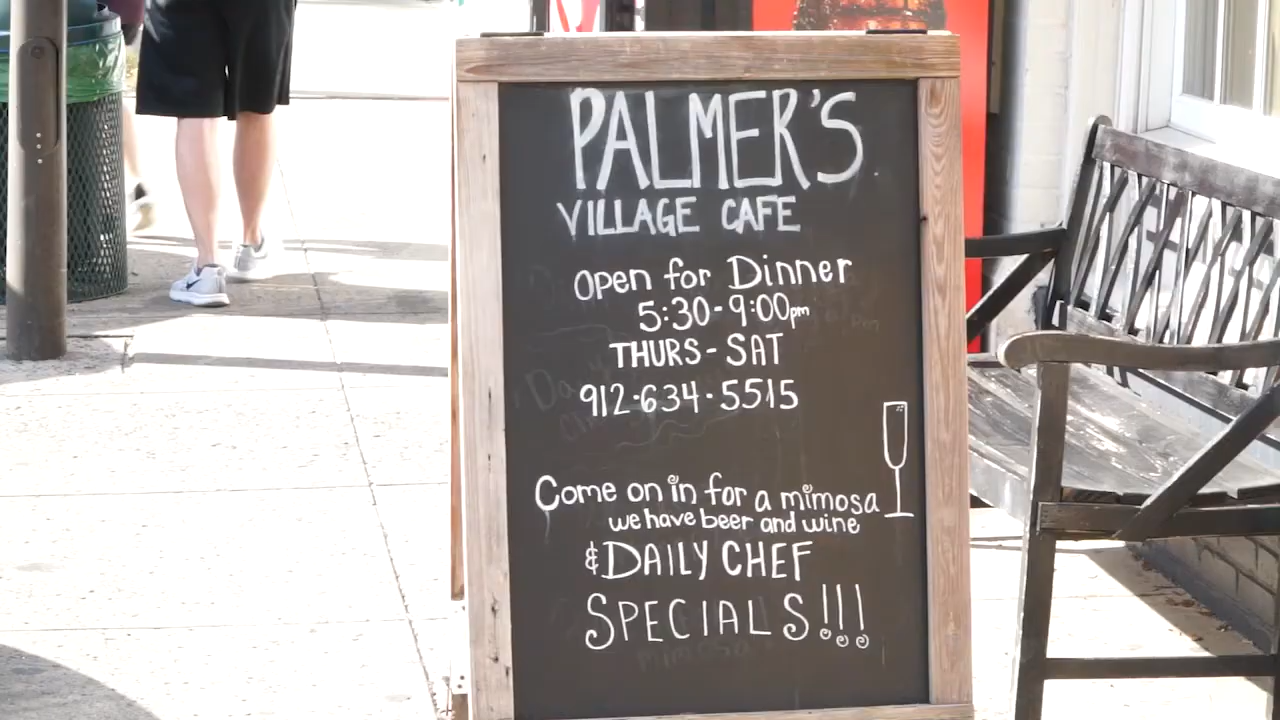 PALMER'S
VILLAGE CAFE
Open for Dinner
5:30-9:00pm
THURS-SAT
912·634·5515
Come on in for a mimosa
we have beer and wine
& DAILY CHEF
SPECIALS!!!